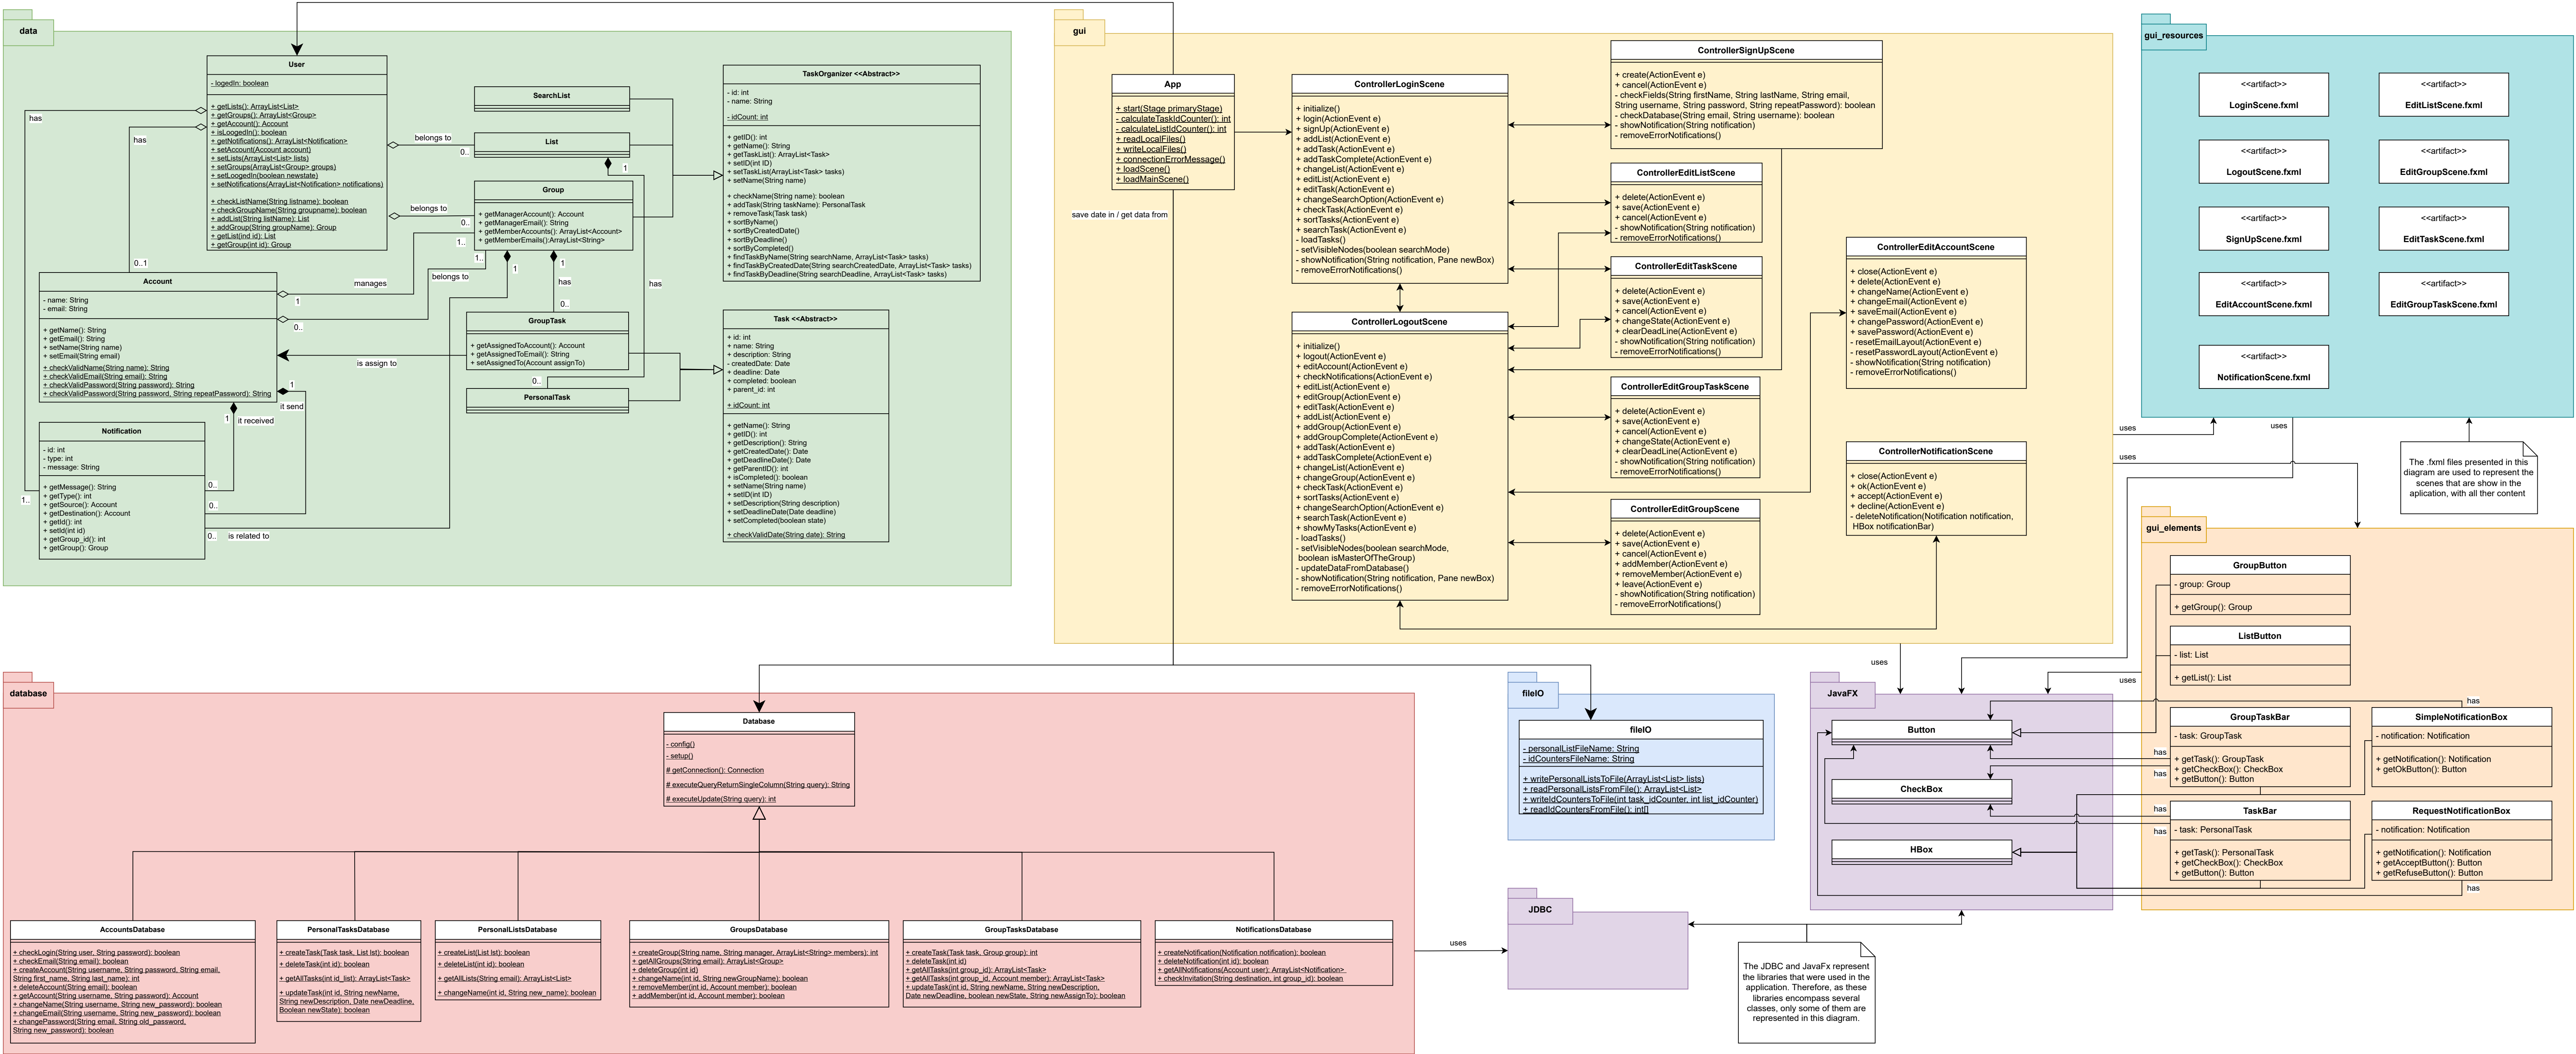 data
User
- logedIn: boolean
+ getLists(): ArrayList<List>
+ getGroups(): ArrayList<Group>
+ getAccount(): Account
+ isLoogedIn(): boolean
+ getNotifications(): ArrayList<Notification>
+ setAccount(Account account)
+ setLists(ArrayList<List> lists)
+ setGroups(ArrayList<Group> groups)
+ setLoogedIn(boolean newstate)
+ setNotifications(ArrayList<Notification> notifications)
+ checkListName(String listname): boolean
+ checkGroupName(String groupname): boolean
+ addList(String listName): List
+ addGroup(String groupName): Group
+ getList(ind id): List
+ getGroup(int id): Group
has
has
0..1
belongs to
0..
belongs to
0..
1..
1..
belongs to
manages
1
0..
SearchList
List
1
Group
+ getManagerAccount(): Account
+ getManagerEmail(): String
+ getMemberAccounts(): ArrayList<Account>
+ getMemberEmails():ArrayList<String>
1
1
has
0..
has
GroupTask
+ getAssignedToAccount(): Account
+ getAssignedToEmail(): String
+ setAssignedTo(Account assignTo)
0..
PersonalTask
is assign to
TaskOrganizer <<Abstract>>
- id: int
- name: String
- idCount: int
+ getID(): int
+ getName(): String
+ getTaskList(): ArrayList<Task>
+ setID(int ID)
+ setTaskList(ArrayList<Task> tasks)
+ setName(String name)
+ checkName(String name): boolean
+ addTask(String taskName): PersonalTask
+ removeTask(Task task)
+ sortByName()
+ sortByCreatedDate()
+ sortByDeadline()
+ sortByCompleted()
+ findTaskByName(String searchName, ArrayList<Task> tasks)
+ findTaskByCreatedDate(String searchCreatedDate, ArrayList<Task> tasks)
+ findTaskByDeadline(String searchDeadline, ArrayList<Task> tasks)
Task <<Abstract>>
+ id: int
+ name: String
+ description: String
- createdDate: Date
+ deadline: Date
+ completed: boolean
+ parent_id: int
+ idCount: int
+ getName(): String
+ getID(): int
+ getDescription(): String
+ getCreatedDate(): Date
+ getDeadlineDate(): Date
+ getParentID(): int
+ isCompleted(): boolean
+ setName(String name)
+ setID(int ID)
+ setDescription(String description)
+ setDeadlineDate(Date deadline)
+ setCompleted(boolean state)
+ checkValidDate(String date): String
Account
- name: String
- email: String
+ getName(): String
+ getEmail(): String
+ setName(String name)
+ setEmail(String email)
+ checkValidName(String name): String
+ checkValidEmail(String email): String
+ checkValidPassword(String password): String
+ checkValidPassword(String password, String repeatPassword): String
1
it send
1
it received
Notification
- id: int
- type: int
- message: String
+ getMessage(): String
+ getType(): int
+ getSource(): Account
+ getDestination(): Account
+ getId(): int
+ setId(int id)
+ getGroup_id(): int
+ getGroup(): Group
1..
0..
0..
0..
is related to
gui
App
+ start(Stage primaryStage)
- calculateTaskIdCounter(): int
- calculateListIdCounter(): int
+ readLocalFiles()
+ writeLocalFiles()
+ connectionErrorMessage()
+ loadScene()
+ loadMainScene()
save date in / get data from
ControllerLoginScene
+ initialize()
+ login(ActionEvent e)
+ signUp(ActionEvent e)
+ addList(ActionEvent e)
+ addTask(ActionEvent e)
+ addTaskComplete(ActionEvent e)
+ changeList(ActionEvent e)
+ editList(ActionEvent e)
+ editTask(ActionEvent e)
+ changeSearchOption(ActionEvent e)
+ checkTask(ActionEvent e)
+ sortTasks(ActionEvent e)
+ searchTask(ActionEvent e)
- loadTasks()
- setVisibleNodes(boolean searchMode)
- showNotification(String notification, Pane newBox)
- removeErrorNotifications()
ControllerLogoutScene
+ initialize()
+ logout(ActionEvent e)
+ editAccount(ActionEvent e)
+ checkNotifications(ActionEvent e)
+ editList(ActionEvent e)
+ editGroup(ActionEvent e)
+ editTask(ActionEvent e)
+ addList(ActionEvent e)
+ addGroup(ActionEvent e)
+ addGroupComplete(ActionEvent e)
+ addTask(ActionEvent e)
+ addTaskComplete(ActionEvent e)
+ changeList(ActionEvent e)
+ changeGroup(ActionEvent e)
+ checkTask(ActionEvent e)
+ sortTasks(ActionEvent e)
+ changeSearchOption(ActionEvent e)
+ searchTask(ActionEvent e)
+ showMyTasks(ActionEvent e)
- loadTasks()
- setVisibleNodes(boolean searchMode,
boolean isMasterOfTheGroup)
- updateDataFromDatabase()
- showNotification(String notification, Pane newBox)
- removeErrorNotifications()
ControllerSignUpScene
+ create(ActionEvent e)
+ cancel(ActionEvent e)
- checkFields(String firstName, String lastName, String email,
String username, String password, String repeatPassword): boolean
- checkDatabase(String email, String username): boolean
- showNotification(String notification)
- removeErrorNotifications()
ControllerEditListScene
+ delete(ActionEvent e)
+ save(ActionEvent e)
+ cancel(ActionEvent e)
- showNotification(String notification)
- removeErrorNotifications()
ControllerEditTaskScene
+ delete(ActionEvent e)
+ save(ActionEvent e)
+ cancel(ActionEvent e)
+ changeState(ActionEvent e)
+ clearDeadLine(ActionEvent e)
- showNotification(String notification)
- removeErrorNotifications()
ControllerEditGroupTaskScene
+ delete(ActionEvent e)
+ save(ActionEvent e)
+ cancel(ActionEvent e)
+ changeState(ActionEvent e)
+ clearDeadLine(ActionEvent e)
- showNotification(String notification)
- removeErrorNotifications()
ControllerEditGroupScene
+ delete(ActionEvent e)
+ save(ActionEvent e)
+ cancel(ActionEvent e)
+ addMember(ActionEvent e)
+ removeMember(ActionEvent e)
+ leave(ActionEvent e)
- showNotification(String notification)
- removeErrorNotifications()
ControllerEditAccountScene
+ close(ActionEvent e)
+ delete(ActionEvent e)
+ changeName(ActionEvent e)
+ changeEmail(ActionEvent e)
+ saveEmail(ActionEvent e)
+ changePassword(ActionEvent e)
+ savePassword(ActionEvent e)
- resetEmailLayout(ActionEvent e)
- resetPasswordLayout(ActionEvent e)
- showNotification(String notification)
- removeErrorNotifications()
ControllerNotificationScene
+ close(ActionEvent e)
+ ok(ActionEvent e)
+ accept(ActionEvent e)
+ decline(ActionEvent e)
- deleteNotification(Notification notification,
HBox notificationBar)
gui_resources
<<artifact>>
LoginScene.fxml
<<artifact>>
EditListScene.fxml
<<artifact>>
LogoutScene.fxml
<<artifact>>
EditGroupScene.fxml
<<artifact>>
SignUpScene.fxml
<<artifact>>
EditTaskScene.fxml
<<artifact>>
EditAccountScene.fxml
<<artifact>>
EditGroupTaskScene.fxml
<<artifact>>
NotificationScene.fxml
uses
uses
uses
The .fxml files presented in this
diagram are used to represent the
scenes that are show in the
aplication, with all ther content
gui_elements
GroupButton
- group: Group
+ getGroup(): Group
ListButton
- list: List
+ getList(): List
GroupTaskBar
- task: GroupTask
+ getTask(): GroupTask
+ getCheckBox(): CheckBox
+ getButton(): Button
SimpleNotificationBox
- notification: Notification
+ getNotification(): Notification
+ getOkButton(): Button
TaskBar
- task: PersonalTask
+ getTask(): PersonalTask
+ getCheckBox(): CheckBox
+ getButton(): Button
RequestNotificationBox
- notification: Notification
+ getNotification(): Notification
+ getAcceptButton(): Button
+ getRefuseButton(): Button
has
has
has
has
has
has
uses
uses
JavaFX
Button
CheckBox
HBox
fileIO
fileIO
- personalListFileName: String
- idCountersFileName: String
+ writePersonalListsToFile(ArrayList<List> lists)
+ readPersonalListsFromFile(): ArrayList<List>
+ writeIdCountersToFile(int task_idCounter, int list_idCounter)
+ readIdCountersFromFile(): int[]
JDBC
uses
The JDBC and JavaFx represent
the libraries that were used in the
application. Therefore, as these
libraries encompass several
classes, only some of them are
represented in this diagram.
database
Database
- config()
- setup()
# getConnection(): Connection
# executeQueryReturnSingleColumn(String query): String
# executeUpdate(String query): int
AccountsDatabase
+ checkLogin(String user, String password): boolean
+ checkEmail(String email): boolean
+ createAccount(String username, String password, String email,
String first_name, String last_name): int
+ deleteAccount(String email): boolean
+ getAccount(String username, String password): Account
+ changeName(String username, String new_password): boolean
+ changeEmail(String username, String new_password): boolean
+ changePassword(String email, String old_password,
String new_password): boolean
PersonalTasksDatabase
+ createTask(Task task, List lst): boolean
+ deleteTask(int id): boolean
+ getAllTasks(int id_list): ArrayList<Task>
+ updateTask(int id, String newName,
String newDescription, Date newDeadline,
Boolean newState): boolean
PersonalListsDatabase
+ createList(List lst): boolean
+ deleteList(int id): boolean
+ getAllLists(String email): ArrayList<List>
+ changeName(int id, String new_name): boolean
GroupsDatabase
+ createGroup(String name, String manager, ArrayList<String> members): int
+ getAllGroups(String email): ArrayList<Group>
+ deleteGroup(int id)
+ changeName(int id, String newGroupName): boolean
+ removeMember(int id, Account member): boolean
+ addMember(int id, Account member): boolean
GroupTasksDatabase
+ createTask(Task task, Group group): int
+ deleteTask(int id)
+ getAllTasks(int group_id): ArrayList<Task>
+ getAllTasks(int group_id, Account member): ArrayList<Task>
+ updateTask(int id, String newName, String newDescription,
Date newDeadline, boolean newState, String newAssignTo): boolean
NotificationsDatabase
+ createNotification(Notification notification): boolean
+ deleteNotification(int id): boolean
+ getAllNotifications(Account user): ArrayList<Notification>
+ checkInvitation(String destination, int group_id): boolean